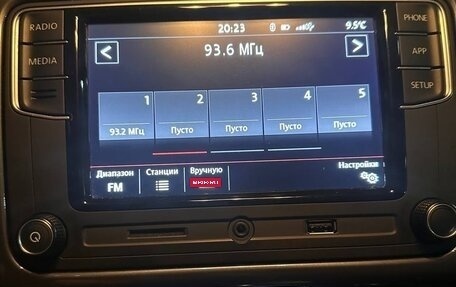 RADIO
MEDIA
PHONE
APP
SETUP
20:23 9.5°C
93.6 МГц
1 2 3 4 5
93.2 МГц Пусто Пусто Пусто Пусто
Диапазон Станции Вручную Настройки
FM